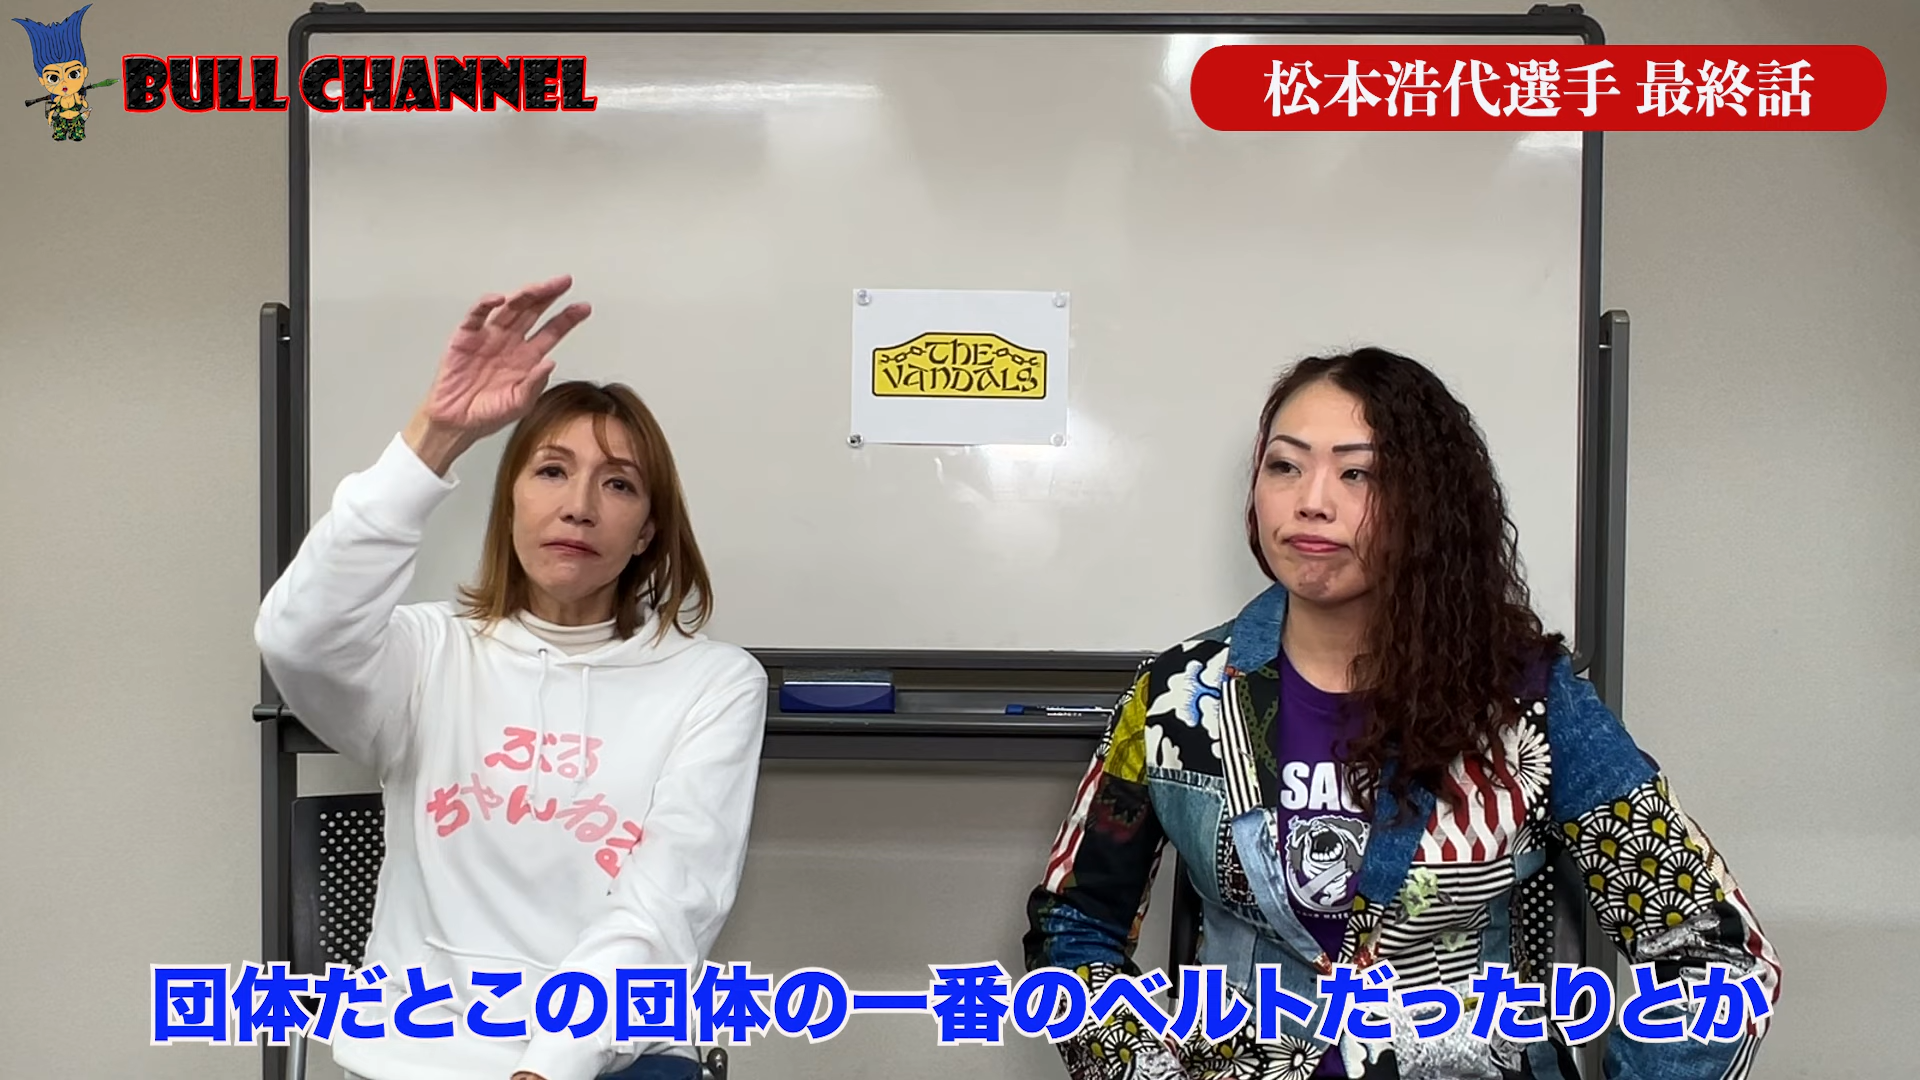 BULL CHANNEL
松本浩代選手 最終話
THE
VANDALS
ぶる
ちゃんねる
団体だとこの団体の一番のベルトだったりとか